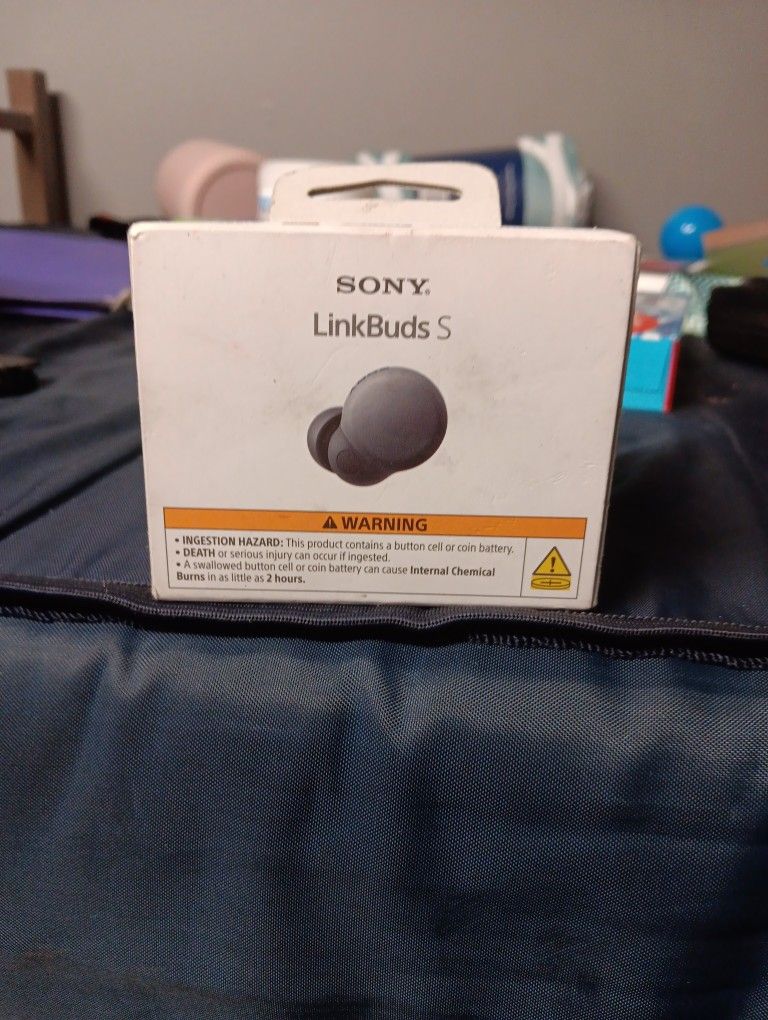 SONY®
LinkBuds S
⚠ WARNING
• INGESTION HAZARD: This product contains a button cell or coin battery.
• DEATH or serious injury can occur if ingested.
• A swallowed button cell or coin battery can cause Internal Chemical
Burns in as little as 2 hours.